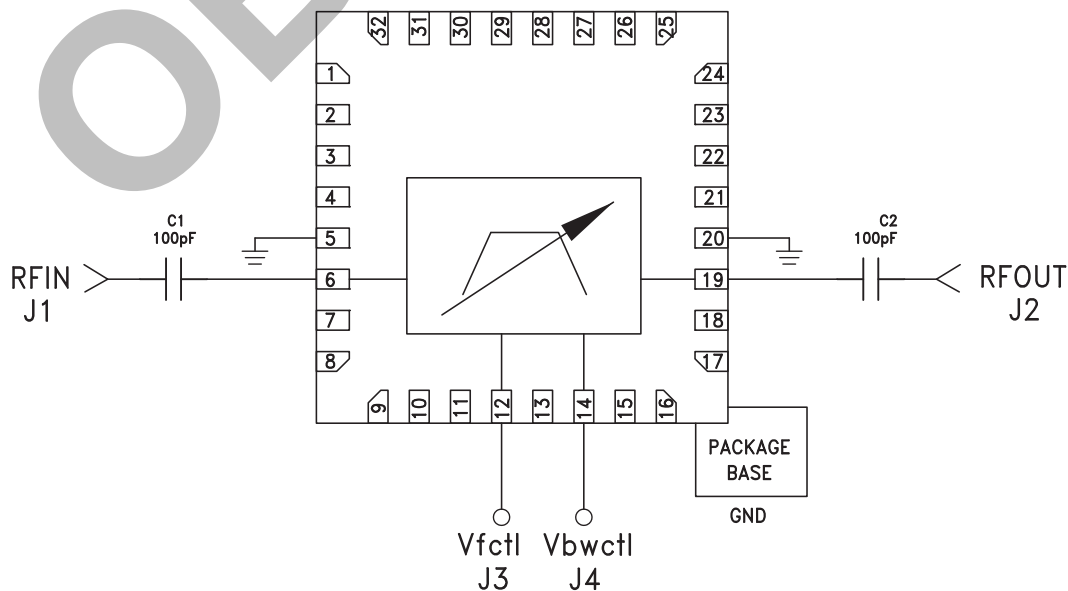 32 31 30 29 28 27 26 25
1
2
3
4
5
6
7
8
24
23
22
21
20
19
18
17
9 10 11 12 13 14 15 16
C1
100pF
RFIN
J1
C2
100pF
RFOUT
J2
PACKAGE
BASE
GND
Vfctl
J3
Vbwctl
J4